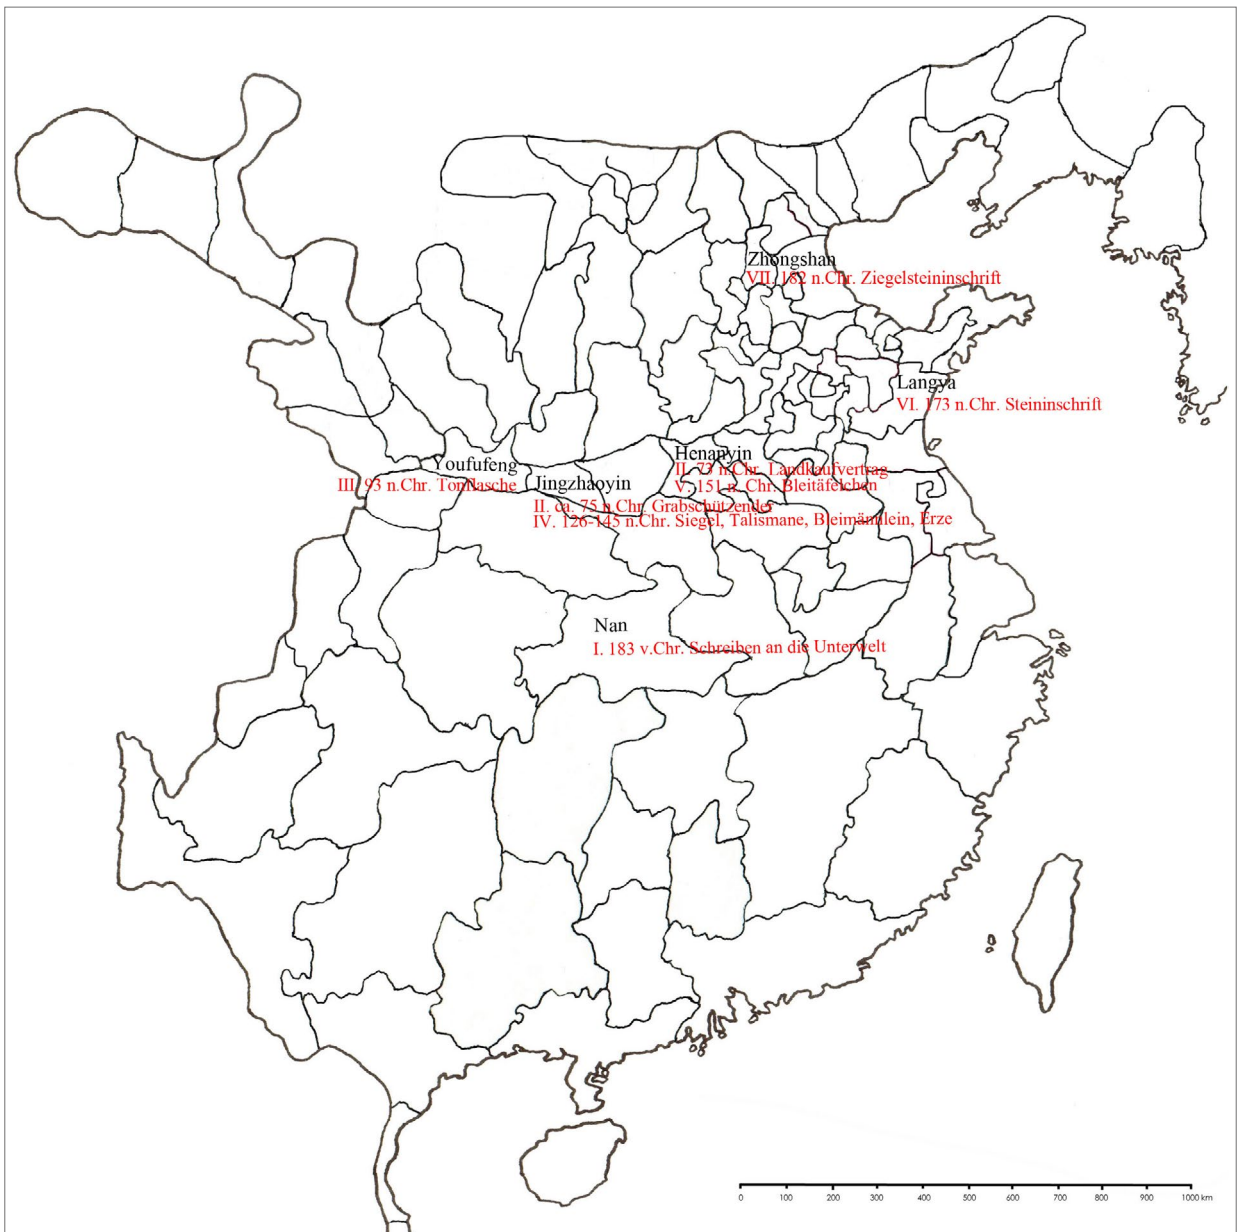 Zhongshan
VII. 182 n.Chr. Ziegelsteininschrift
Langya
VI. 173 n.Chr. Steininschrift
Henanyin
II. 73 n.Chr. Landkaufvertrag
V. 151 n. Chr. Bleitäfelchen
Youfufeng
III. 93 n.Chr. Tonflasche
Jingzhaoyin
II. ca. 75 n.Chr. Grabschützender
IV. 126-145 n.Chr. Siegel, Talismane, Bleimännlein, Erze
Nan
I. 183 v.Chr. Schreiben an die Unterwelt
0 100 200 300 400 500 600 700 800 900 1000 km